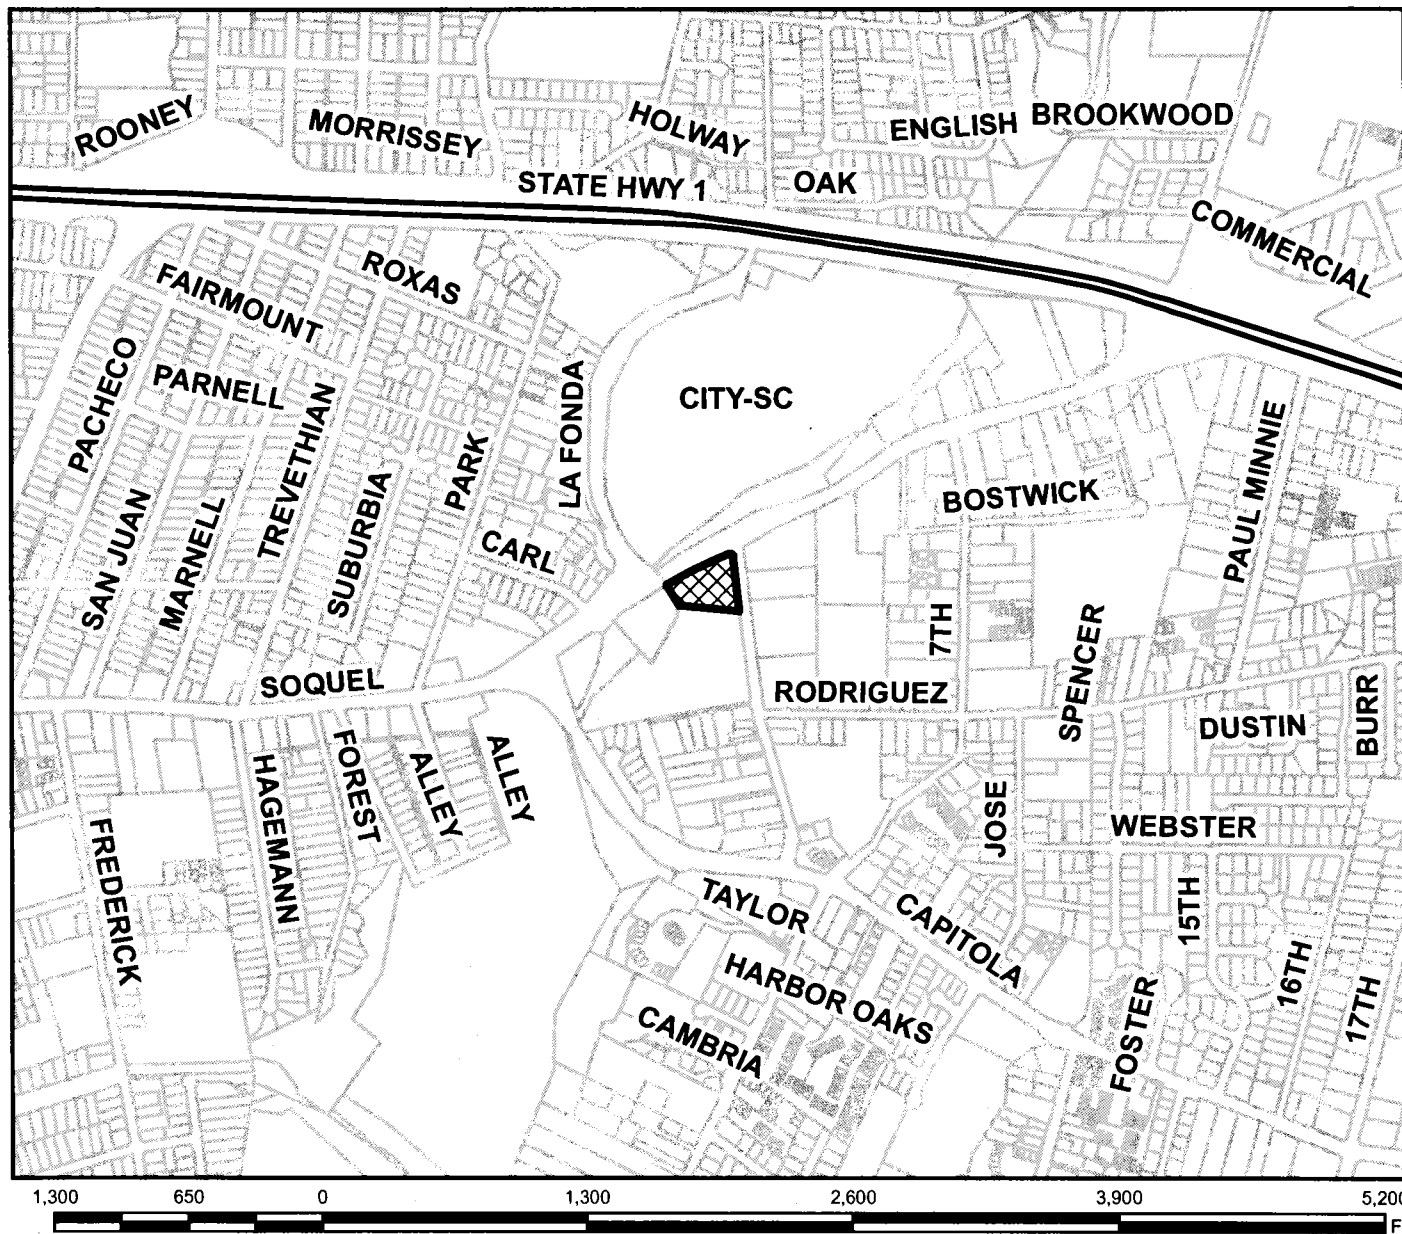 ROONEY
MORRISSEY
HOLWAY
ENGLISH
BROOKWOOD
STATE HWY 1
OAK
COMMERCIAL
ROXAS
FAIRMOUNT
PACHECO
PARNELL
TREVETHIAN
LA FONDA
CITY-SC
PARK
PAUL MINNIE
SAN JUAN
MARNELL
SUBURBIA
CARL
BOSTWICK
7TH
SPENCER
SOQUEL
RODRIGUEZ
DUSTIN
BURR
HAGEMANN
FOREST
ALLEY
ALLEY
FREDERICK
JOSE
WEBSTER
TAYLOR
CAPITOLA
15TH
HARBOR OAKS
CAMBRIA
FOSTER
16TH
17TH
1,300 650 0 1,300 2,600 3,900 5,200
F